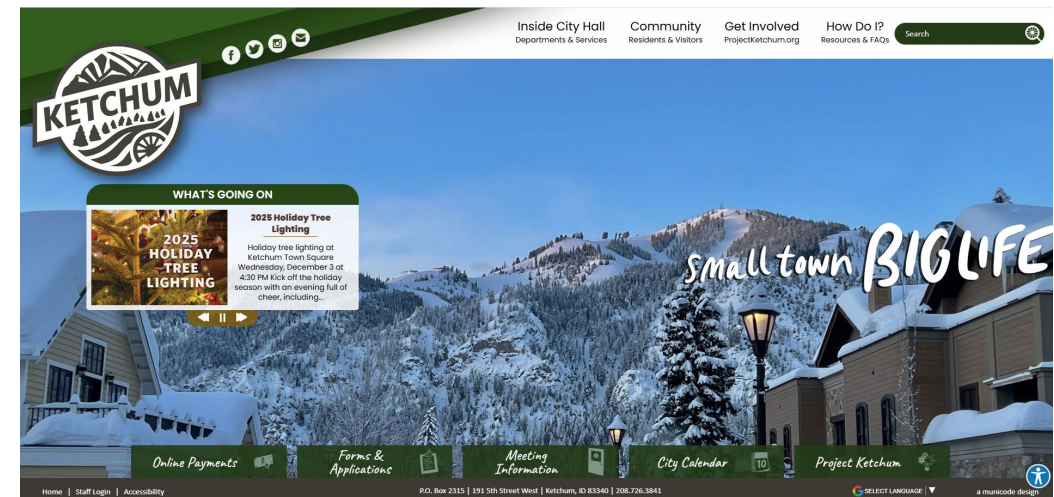 Inside City Hall
Departments & Services
Community
Residents & Visitors
Get Involved
ProjectKetchum.org
How Do I?
Resources & FAQs
Search
KETCHUM
WHAT'S GOING ON
2025
HOLIDAY
TREE
LIGHTING
2025 Holiday Tree
Lighting
Holiday tree lighting at
Ketchum Town Square
Wednesday, December 3 at
4:30 PM Kick off the holiday
season with an evening full of
cheer, including...
small town BIG LIFE
Online Payments
Forms &
Applications
Meeting
Information
City Calendar
10
Project Ketchum
Home | Staff Login | Accessibility
P.O. Box 2315 | 191 5th Street West | Ketchum, ID 83340 | 208.726.3841
G SELECT LANGUAGE ▼
a municode design